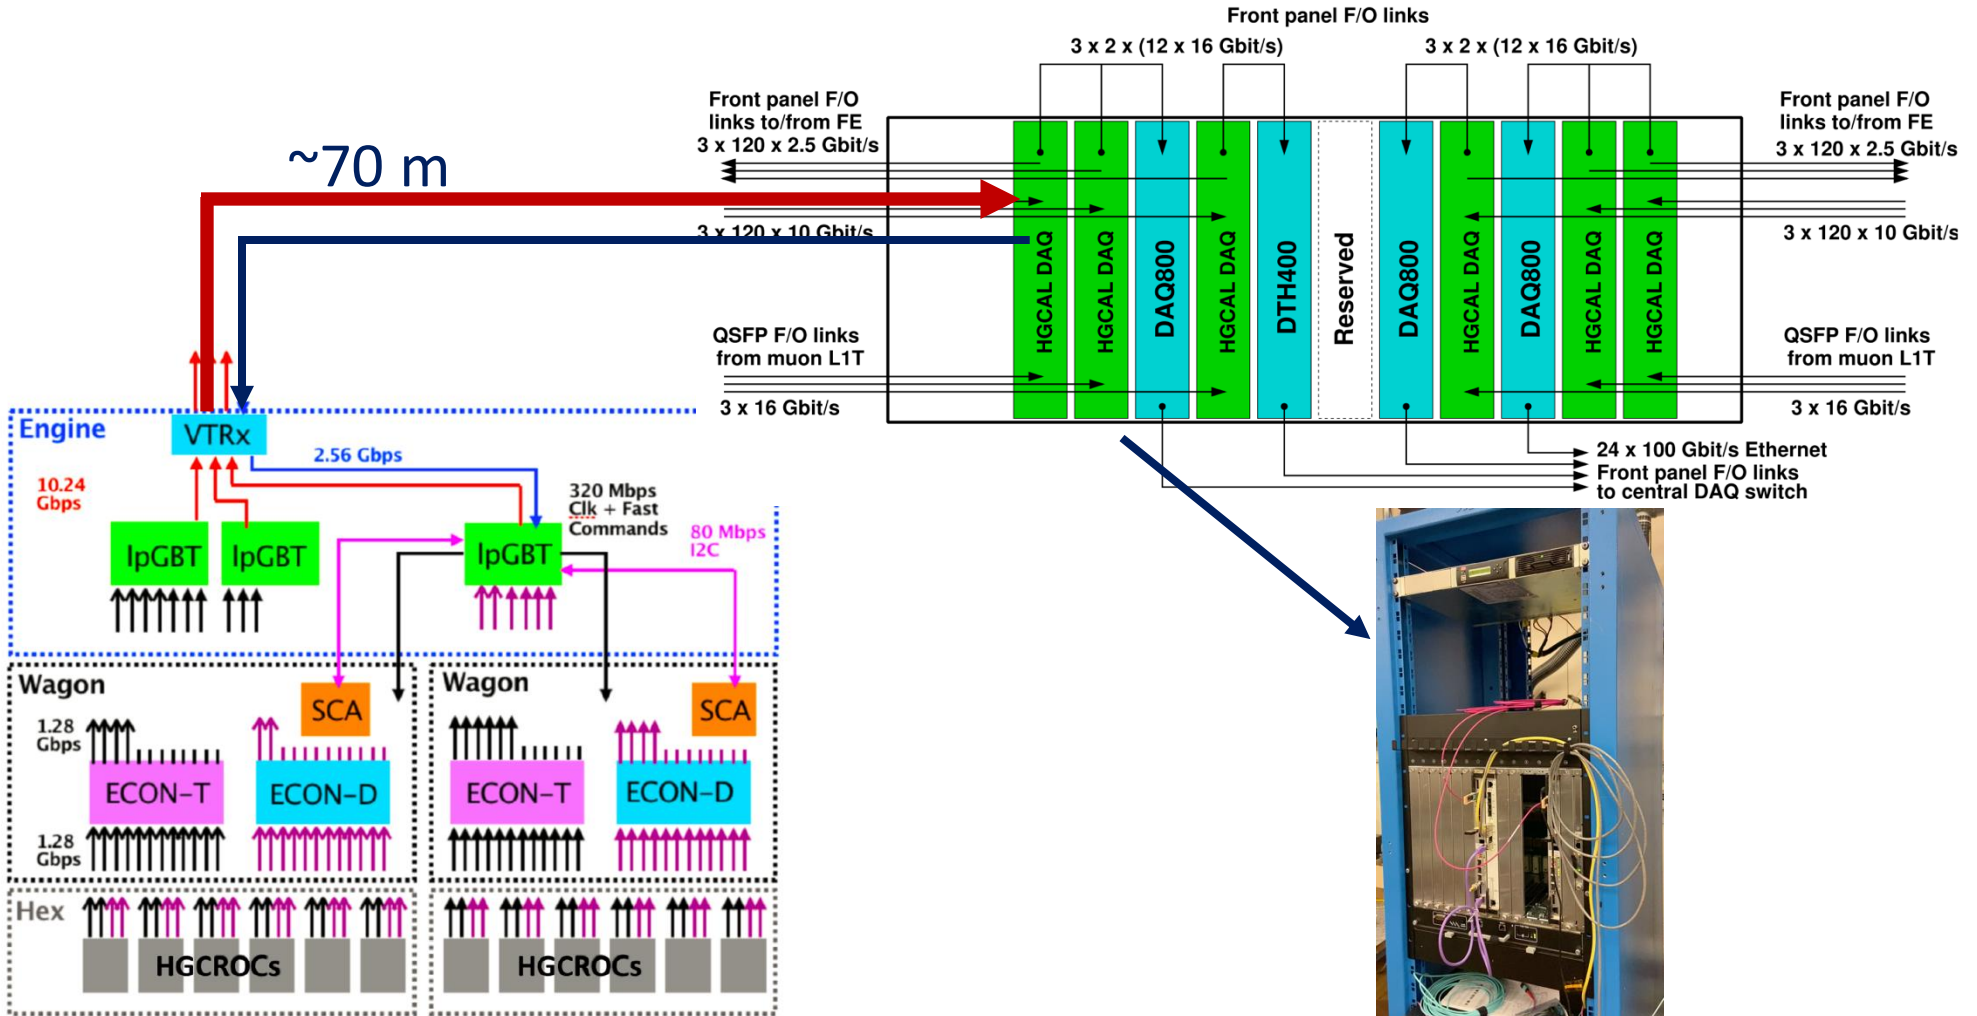 Front panel F/O links
3 x 2 x (12 x 16 Gbit/s)
3 x 2 x (12 x 16 Gbit/s)
Front panel F/O
links to/from FE
3 x 120 x 2.5 Gbit/s
Front panel F/O
links to/from FE
3 x 120 x 2.5 Gbit/s
~70 m
3 x 120 x 10 Gbit/s
3 x 120 x 10 Gbit/s
HGCAL DAQ
HGCAL DAQ
DAQ800
HGCAL DAQ
DTH400
Reserved
DAQ800
HGCAL DAQ
DAQ800
HGCAL DAQ
HGCAL DAQ
QSFP F/O links
from muon L1T
3 x 16 Gbit/s
QSFP F/O links
from muon L1T
3 x 16 Gbit/s
24 x 100 Gbit/s Ethernet
Front panel F/O links
to central DAQ switch
Engine
VTRx
2.56 Gbps
10.24
Gbps
320 Mbps
Clk + Fast
Commands
80 Mbps
I2C
lpGBT
lpGBT
lpGBT
Wagon
SCA
1.28
Gbps
ECON-T
ECON-D
1.28
Gbps
Wagon
SCA
ECON-T
ECON-D
Hex
HGCROCs
HGCROCs